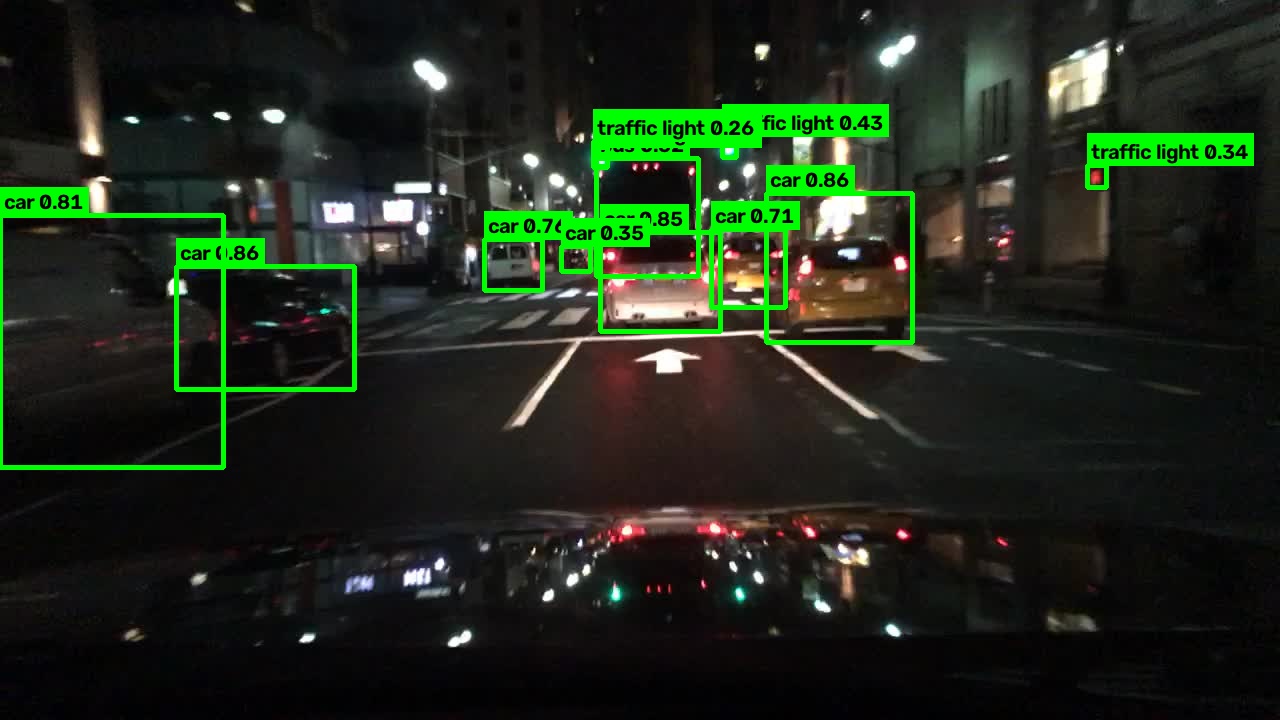 traffic light 0.26
fic light 0.43
traffic light 0.34
car 0.86
car 0.81
car 0.85
car 0.71
car 0.76
car 0.35
car 0.86